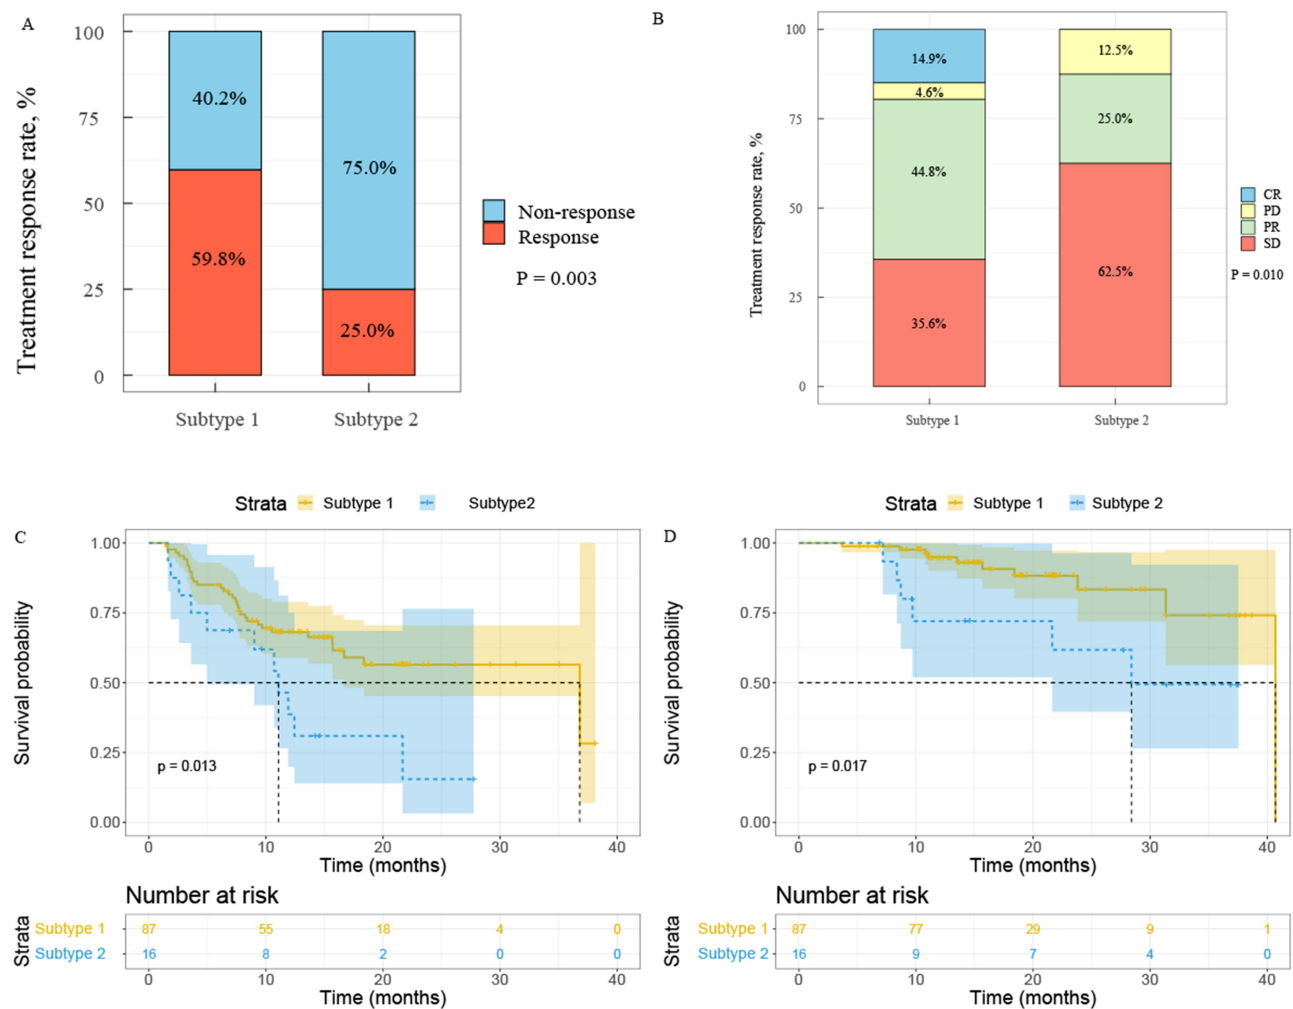 A
Treatment response rate, %
100
75
50
25
0
40.2%
59.8%
75.0%
25.0%
Subtype 1
Subtype 2
Non-response
Response
P = 0.003
B
Treatment response rate, %
100
75
50
25
0
14.9%
4.6%
44.8%
35.6%
12.5%
25.0%
62.5%
Subtype 1
Subtype 2
CR
PD
PR
SD
P = 0.010
C
Strata Subtype 1 Subtype2
Survival probability
1.00
0.75
0.50
0.25
0.00
p = 0.013
0 10 20 30 40
Time (months)
Number at risk
Strata
Subtype 1 87 55 18 4 0
Subtype 2 16 8 2 0 0
0 10 20 30 40
Time (months)
D
Strata Subtype 1 Subtype 2
Survival probability
1.00
0.75
0.50
0.25
0.00
p = 0.017
0 10 20 30 40
Time (months)
Number at risk
Strata
Subtype 1 87 77 29 9 1
Subtype 2 16 9 7 4 0
0 10 20 30 40
Time (months)